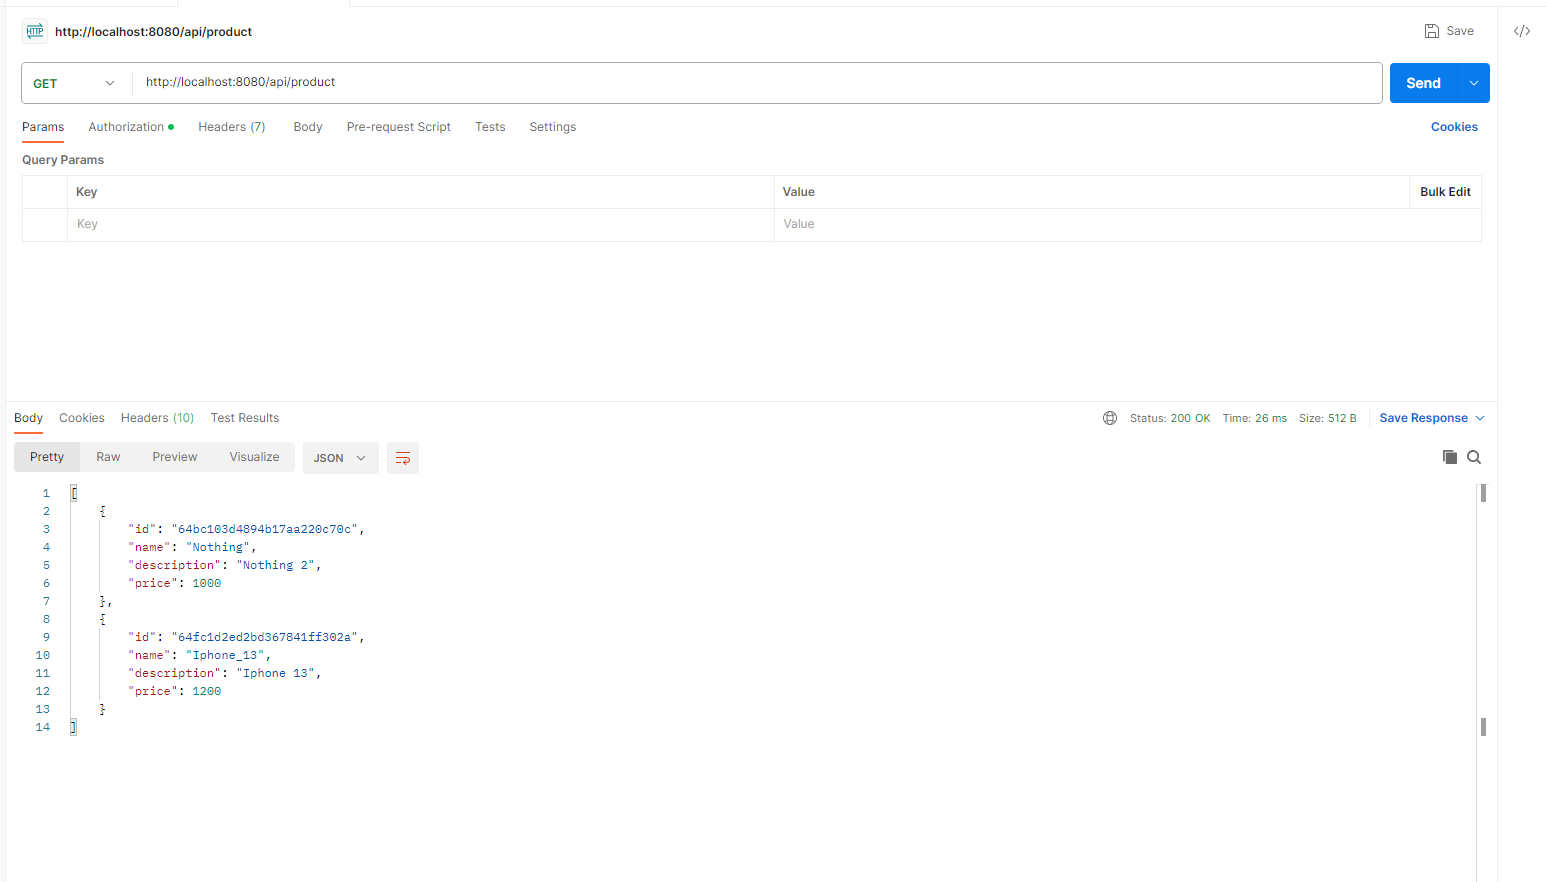 HTTP http://localhost:8080/api/product Save </>
GET http://localhost:8080/api/product Send
Params Authorization Headers (7) Body Pre-request Script Tests Settings Cookies
Query Params
Key Value Bulk Edit
Key Value
Body Cookies Headers (10) Test Results Status: 200 OK Time: 26 ms Size: 512 B Save Response
Pretty Raw Preview Visualize JSON
1 [
2 {
3 "id": "64bc103d4894b17aa220c70c",
4 "name": "Nothing",
5 "description": "Nothing 2",
6 "price": 1000
7 },
8 {
9 "id": "64fc1d2ed2bd367841ff302a",
10 "name": "Iphone_13",
11 "description": "Iphone 13",
12 "price": 1200
13 }
14 ]